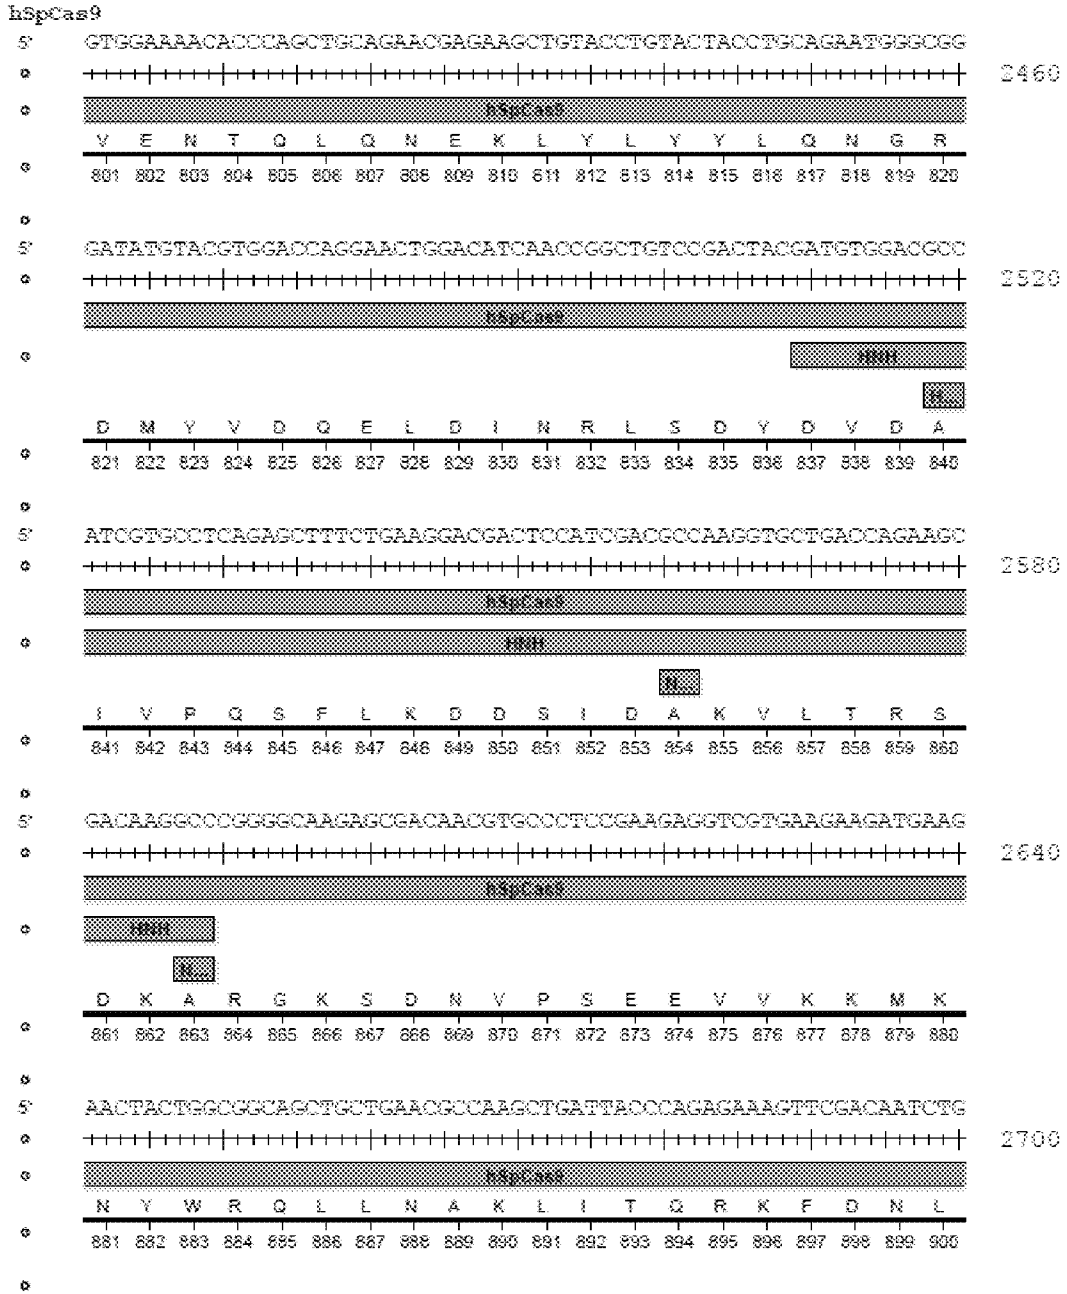 hSpCas9
5' GTGGAAAACACCCAGCTGCAGAACGAGAAGCTGTACCTGTACTACCTGCAGAATGGGCGG
2460
hSpCas9
V E N T Q L Q N E K L Y L Y Y L Q N G R
801 802 803 804 805 806 807 808 809 810 811 812 813 814 815 816 817 818 819 820
5' GATATGTACGTGGACCAGGAACTGGACATCAACCGGCTGTCCGACTACGATGTGGACGCC
2520
hSpCas9
HNH
H...
D M Y V D Q E L D I N R L S D Y D V D A
821 822 823 824 825 826 827 828 829 830 831 832 833 834 835 836 837 838 839 840
5' ATCGTGCCTCAGAGCTTTCTGAAGGACGACTCCATCGACGCCAAGGTGCTGACCAGAAGC
2580
hSpCas9
HNH
N...
I V P Q S F L K D D S I D A K V L T R S
841 842 843 844 845 846 847 848 849 850 851 852 853 854 855 856 857 858 859 860
5' GACAAGGCCCGGGGCAAGAGCGACAACGTGCCCTCCGAAGAGGTCGTGAAGAAGATGAAG
2640
hSpCas9
HNH
N...
D K A R G K S D N V P S E E V V K K M K
861 862 863 864 865 866 867 868 869 870 871 872 873 874 875 876 877 878 879 880
5' AACTACTGGCGGCAGCTGCTGAACGCCAAGCTGATTACCCAGAGAAAGTTCGACAATCTG
2700
hSpCas9
N Y W R Q L L N A K L I T Q R K F D N L
881 882 883 884 885 886 887 888 889 890 891 892 893 894 895 896 897 898 899 900